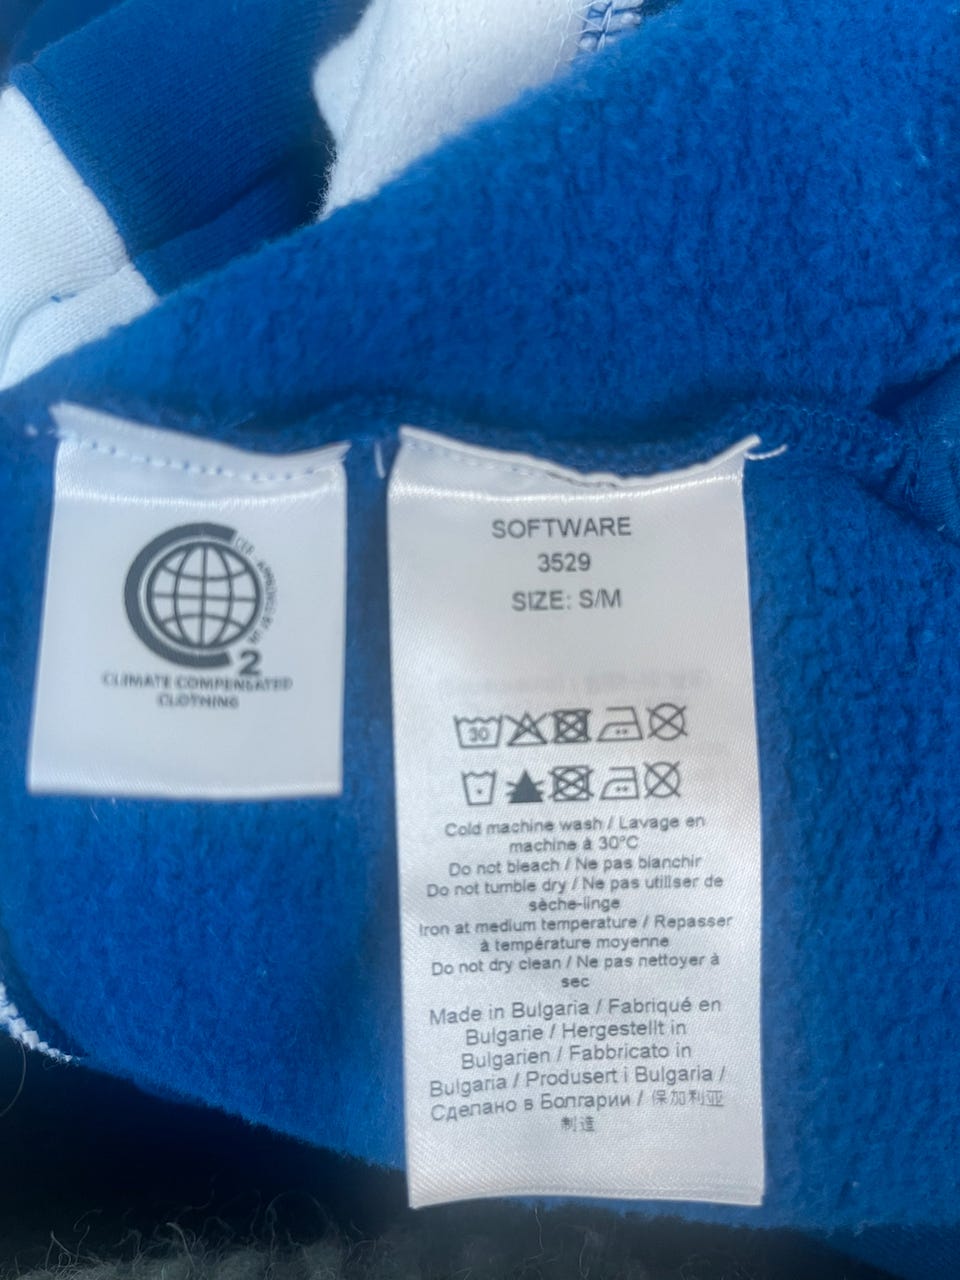 2
CLIMATE COMPENSATED
CLOTHING
SOFTWARE
3529
SIZE: S/M
30
Cold machine wash / Lavage en
machine à 30°C
Do not bleach / Ne pas blanchir
Do not tumble dry / Ne pas utiliser de
sèche-linge
Iron at medium temperature / Repasser
à température moyenne
Do not dry clean / Ne pas nettoyer à
sec
Made in Bulgaria / Fabriqué en
Bulgarie / Hergestellt in
Bulgarien / Fabbricato in
Bulgaria / Produsert i Bulgaria /
Сделано в Болгарии / 保加利亚
制造